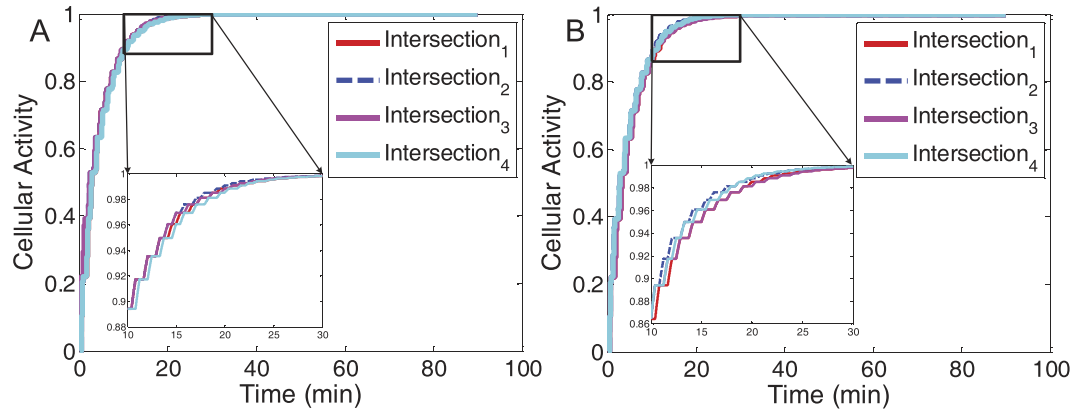 A
Cellular Activity
1
0.8
0.6
0.4
0.2
0
0 20 40 60 80 100
Time (min)
Intersection1
Intersection2
Intersection3
Intersection4
1
0.98
0.96
0.94
0.92
0.9
0.88
10 15 20 25 30
B
Cellular Activity
1
0.8
0.6
0.4
0.2
0
0 20 40 60 80 100
Time (min)
Intersection1
Intersection2
Intersection3
Intersection4
1
0.98
0.96
0.94
0.92
0.9
0.88
0.86
10 15 20 25 30